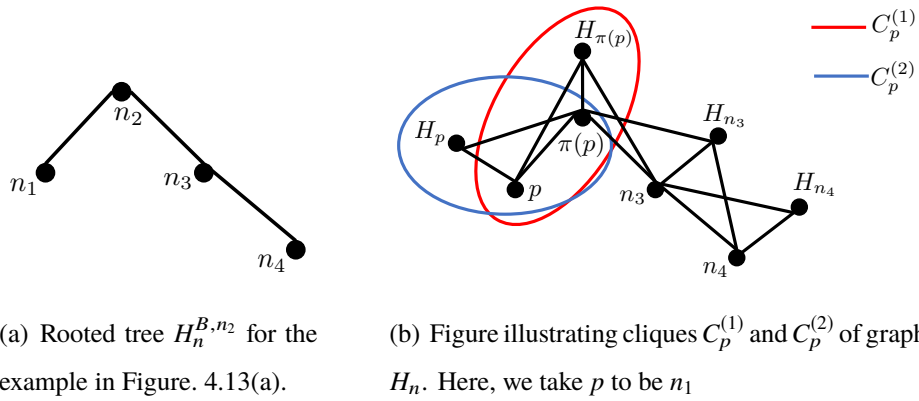 $C_p^{(1)}$
$C_p^{(2)}$
$n_2$
$n_1$
$n_3$
$n_4$
$H_{\pi(p)}$
$H_p$
$\pi(p)$
$p$
$H_{n_3}$
$n_3$
$H_{n_4}$
$n_4$
(a) Rooted tree $H_n^{B,n_2}$ for the
example in Figure. 4.13(a).
(b) Figure illustrating cliques $C_p^{(1)}$ and $C_p^{(2)}$ of graph
$H_n$. Here, we take $p$ to be $n_1$